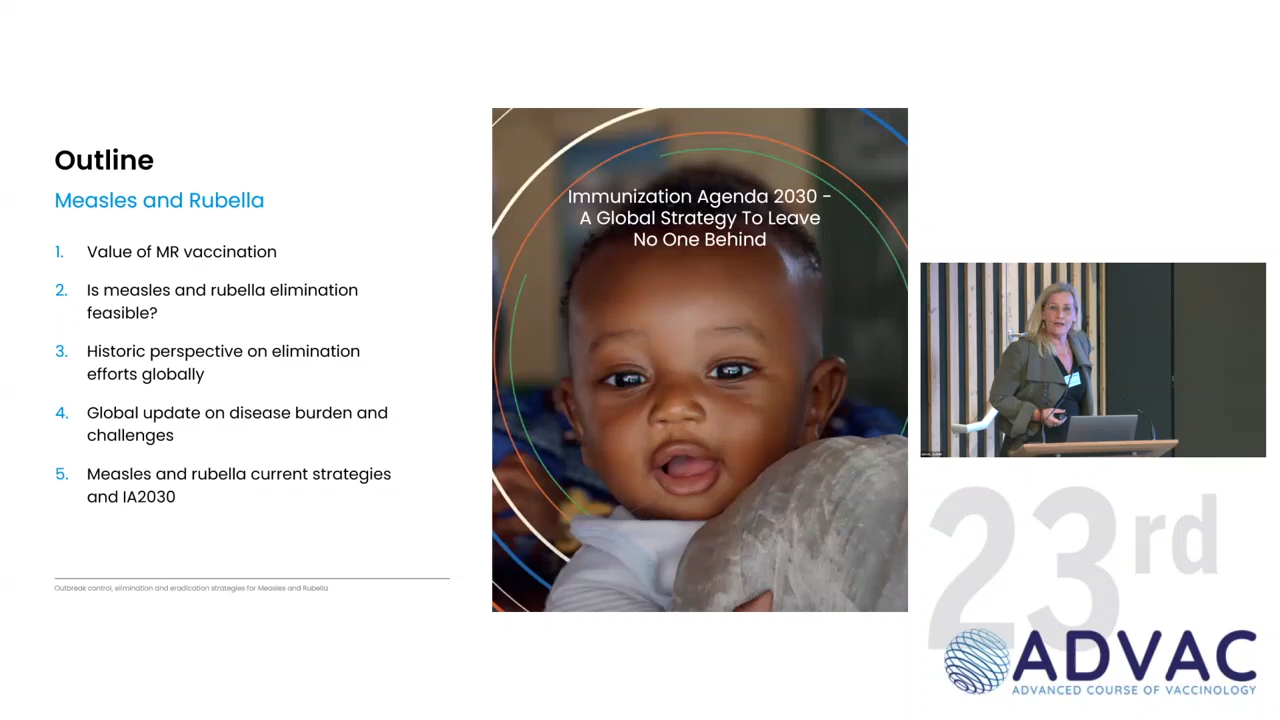 Outline
Measles and Rubella
1. Value of MR vaccination
2. Is measles and rubella elimination
feasible?
3. Historic perspective on elimination
efforts globally
4. Global update on disease burden and
challenges
5. Measles and rubella current strategies
and IA2030
Outbreak control, elimination and eradication strategies for Measles and Rubella
Immunization Agenda 2030 -
A Global Strategy To Leave
No One Behind
23rd
ADVAC
ADVANCED COURSE OF VACCINOLOGY